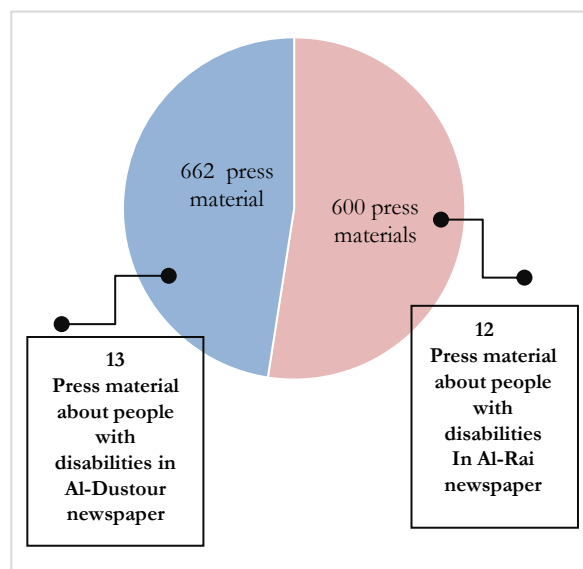 662 press
material
600 press
materials
13
Press material
about people
with
disabilities in
Al-Dustour
newspaper
12
Press material
about people
with
disabilities
In Al-Rai
newspaper